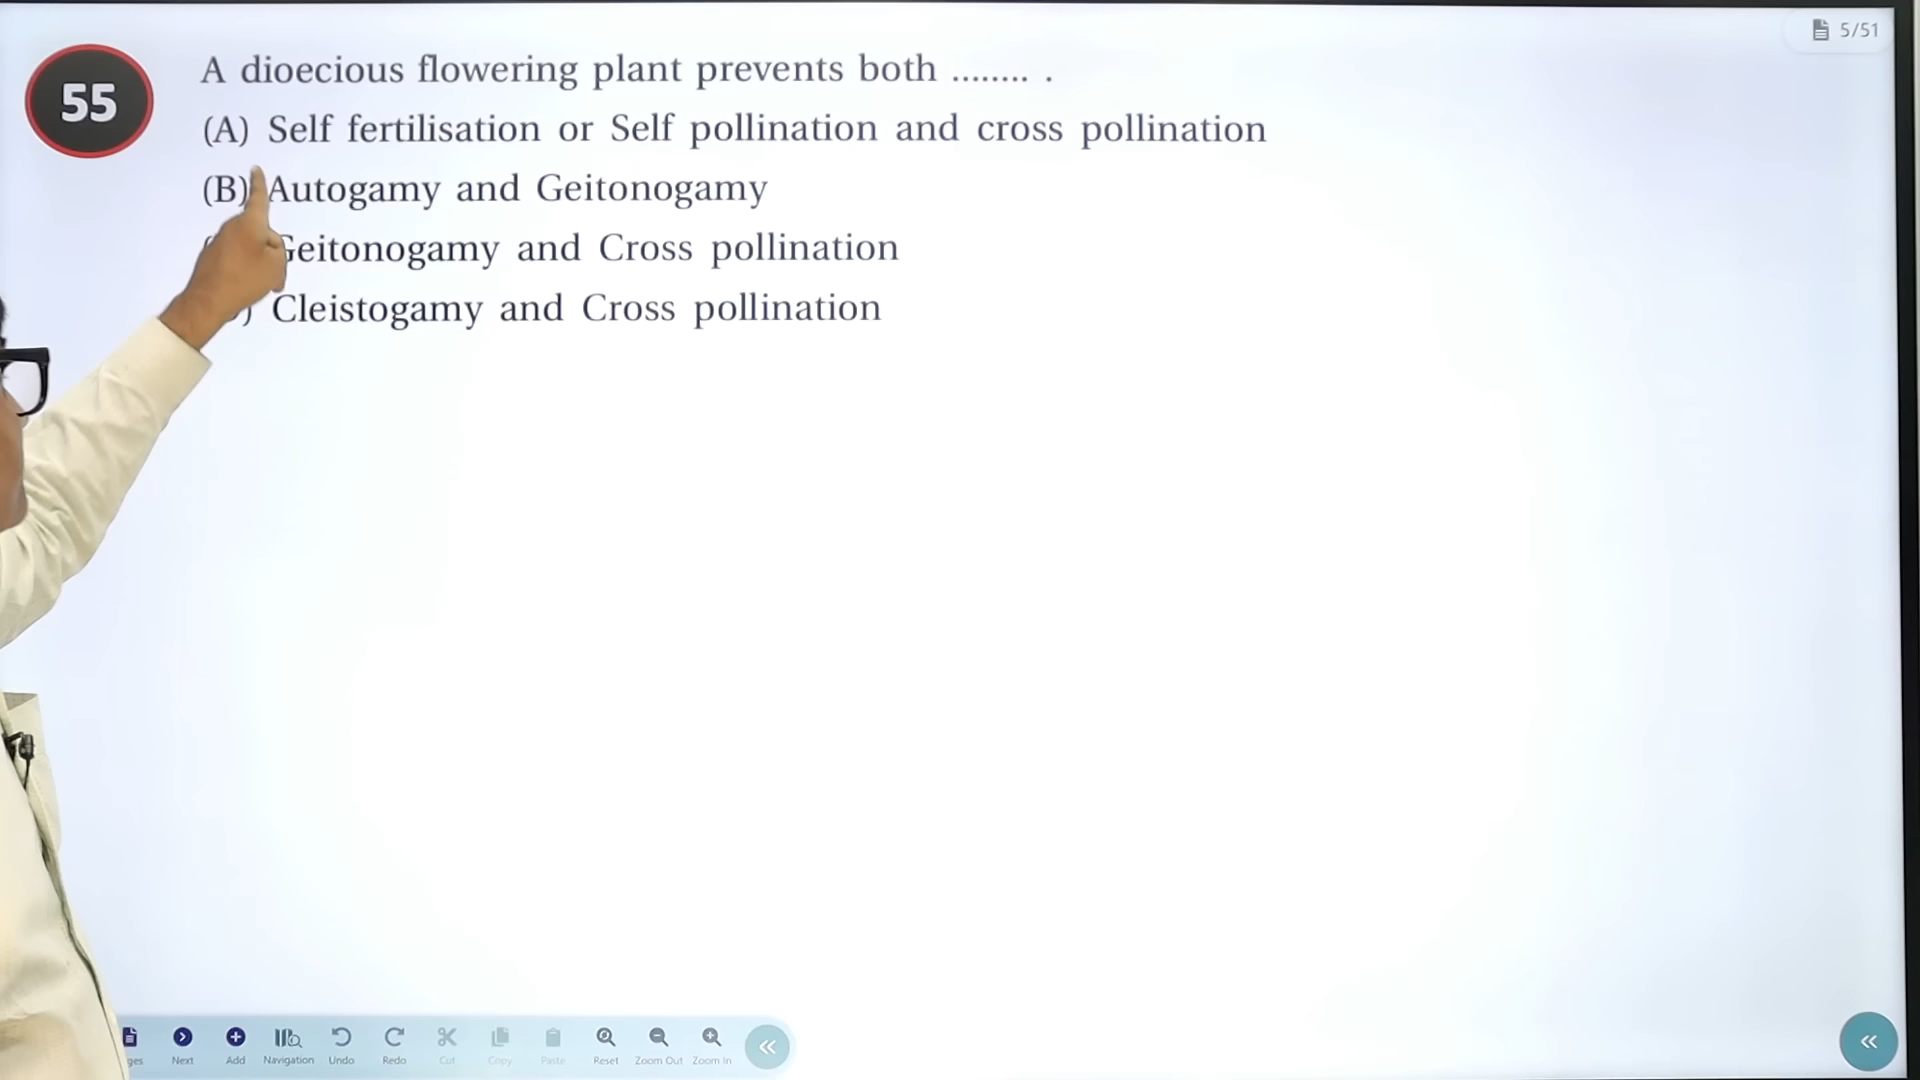 5/51
55
A dioecious flowering plant prevents both ........ .
(A) Self fertilisation or Self pollination and cross pollination
(B) Autogamy and Geitonogamy
Geitonogamy and Cross pollination
) Cleistogamy and Cross pollination
ges Next Add Navigation Undo Redo Cut Copy Paste Reset Zoom Out Zoom In